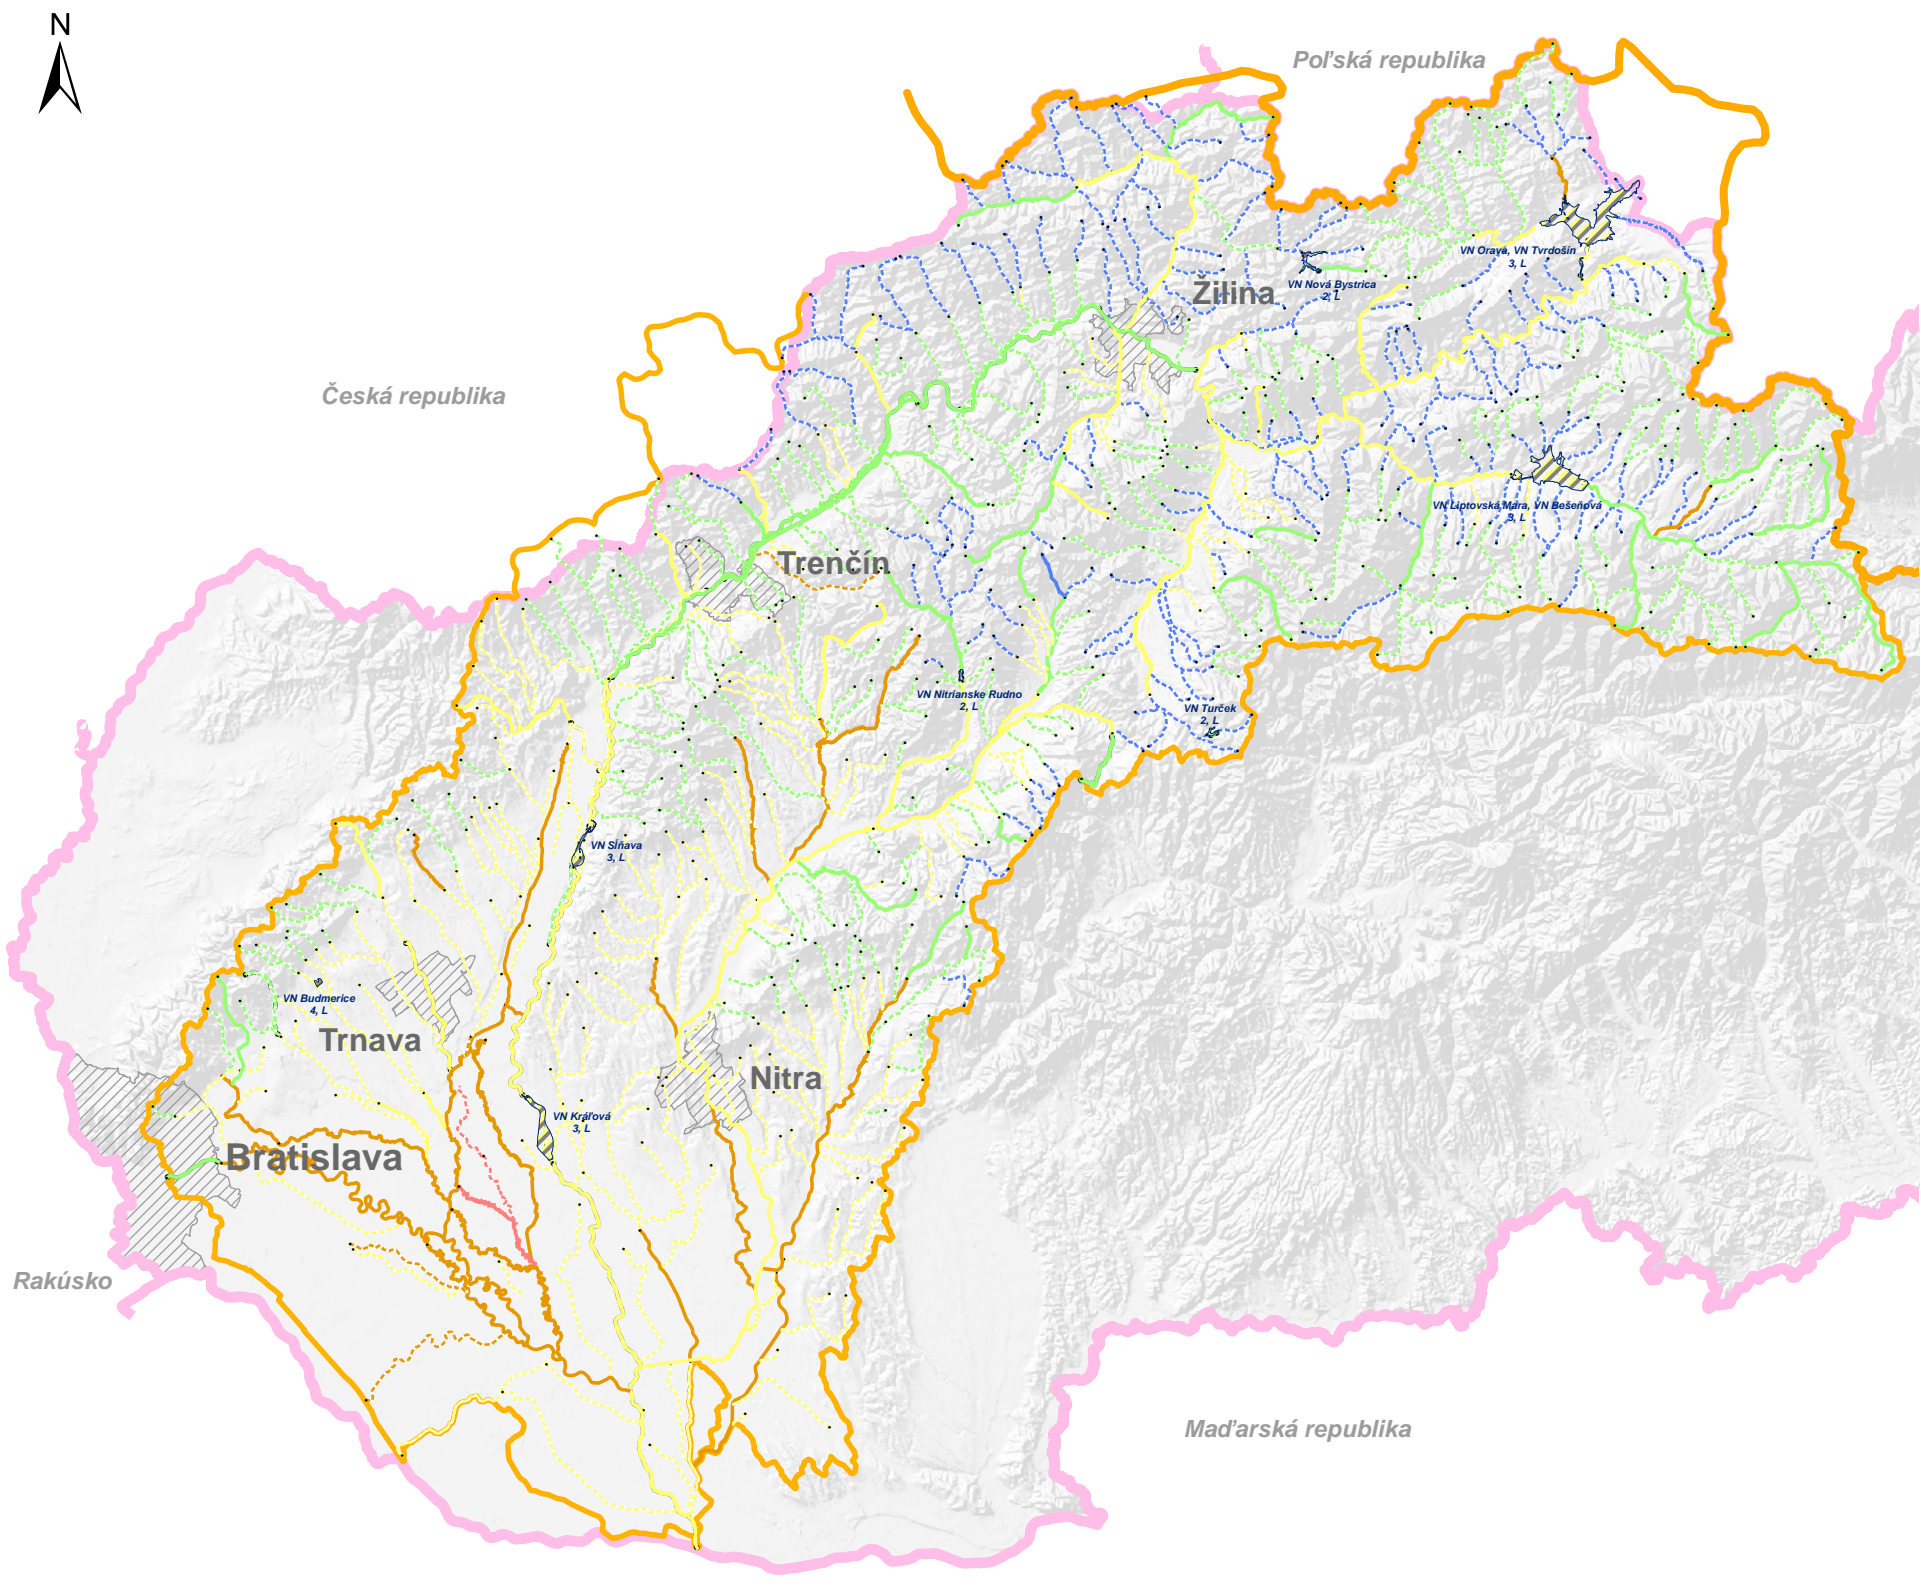 N
Poľská republika
VN Orava, VN Tvrdošín
3, L
VN Nová Bystrica
2, L
Žilina
Česká republika
VN Liptovská Mara, VN Bešeňová
3, L
Trenčín
VN Nitrianske Rudno
2, L
VN Turček
2, L
VN Sĺňava
3, L
VN Budmerice
4, L
Trnava
Nitra
VN Kráľová
3, L
Bratislava
Rakúsko
Maďarská republika